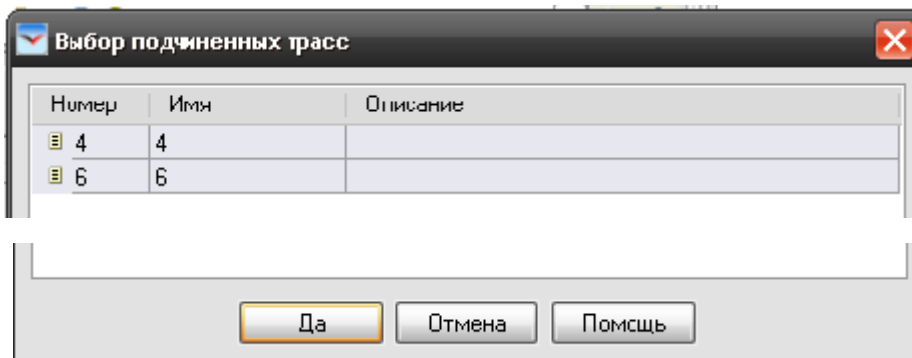 Выбор подчиненных трасс
Номер Имя Описание
4 4
6 6
Да Отмена Помощь